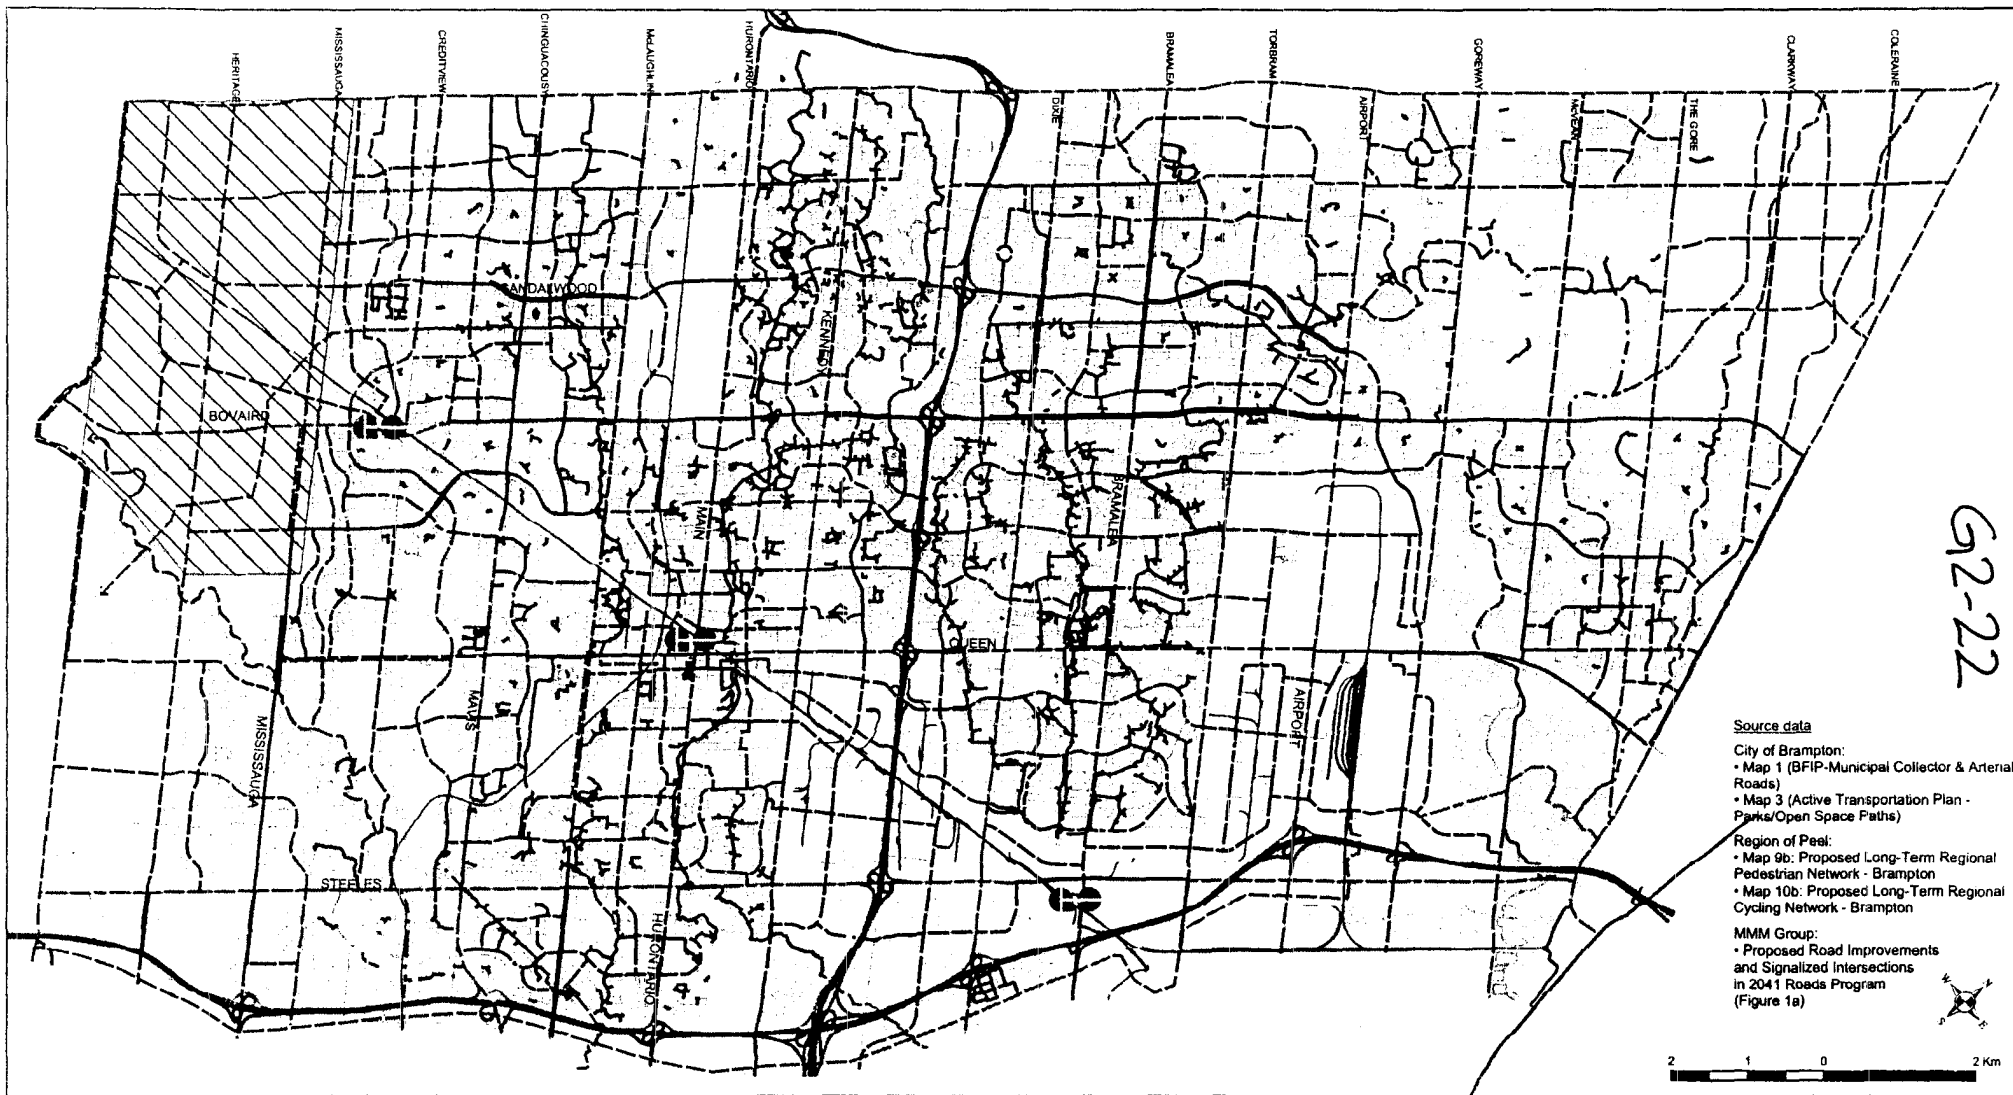 HERITAGE
MISSISSAUGA
CREDITVIEW
CHINGUACOUSY
McLAUGHLIN
HURONTARIO
DIXIE
BRAMALEA
TORBRAM
AIRPORT
GOREWAY
McVEAN
THE GORE
CLARKWAY
COLERAINE
SANDALWOOD
KENNEDY
BOVAIRD
MAIN
BRAMALEA
QUEEN
MISSISSAUGA
MAVIS
AIRPORT
STEELES
HURONTARIO
G2-22
Source data
City of Brampton:
• Map 1 (BFIP-Municipal Collector & Arterial
Roads)
• Map 3 (Active Transportation Plan -
Parks/Open Space Paths)
Region of Peel:
• Map 9b: Proposed Long-Term Regional
Pedestrian Network - Brampton
• Map 10b: Proposed Long-Term Regional
Cycling Network - Brampton
MMM Group:
• Proposed Road Improvements
and Signalized Intersections
in 2041 Roads Program
(Figure 1a)
W N
S E
2 1 0 2 Km